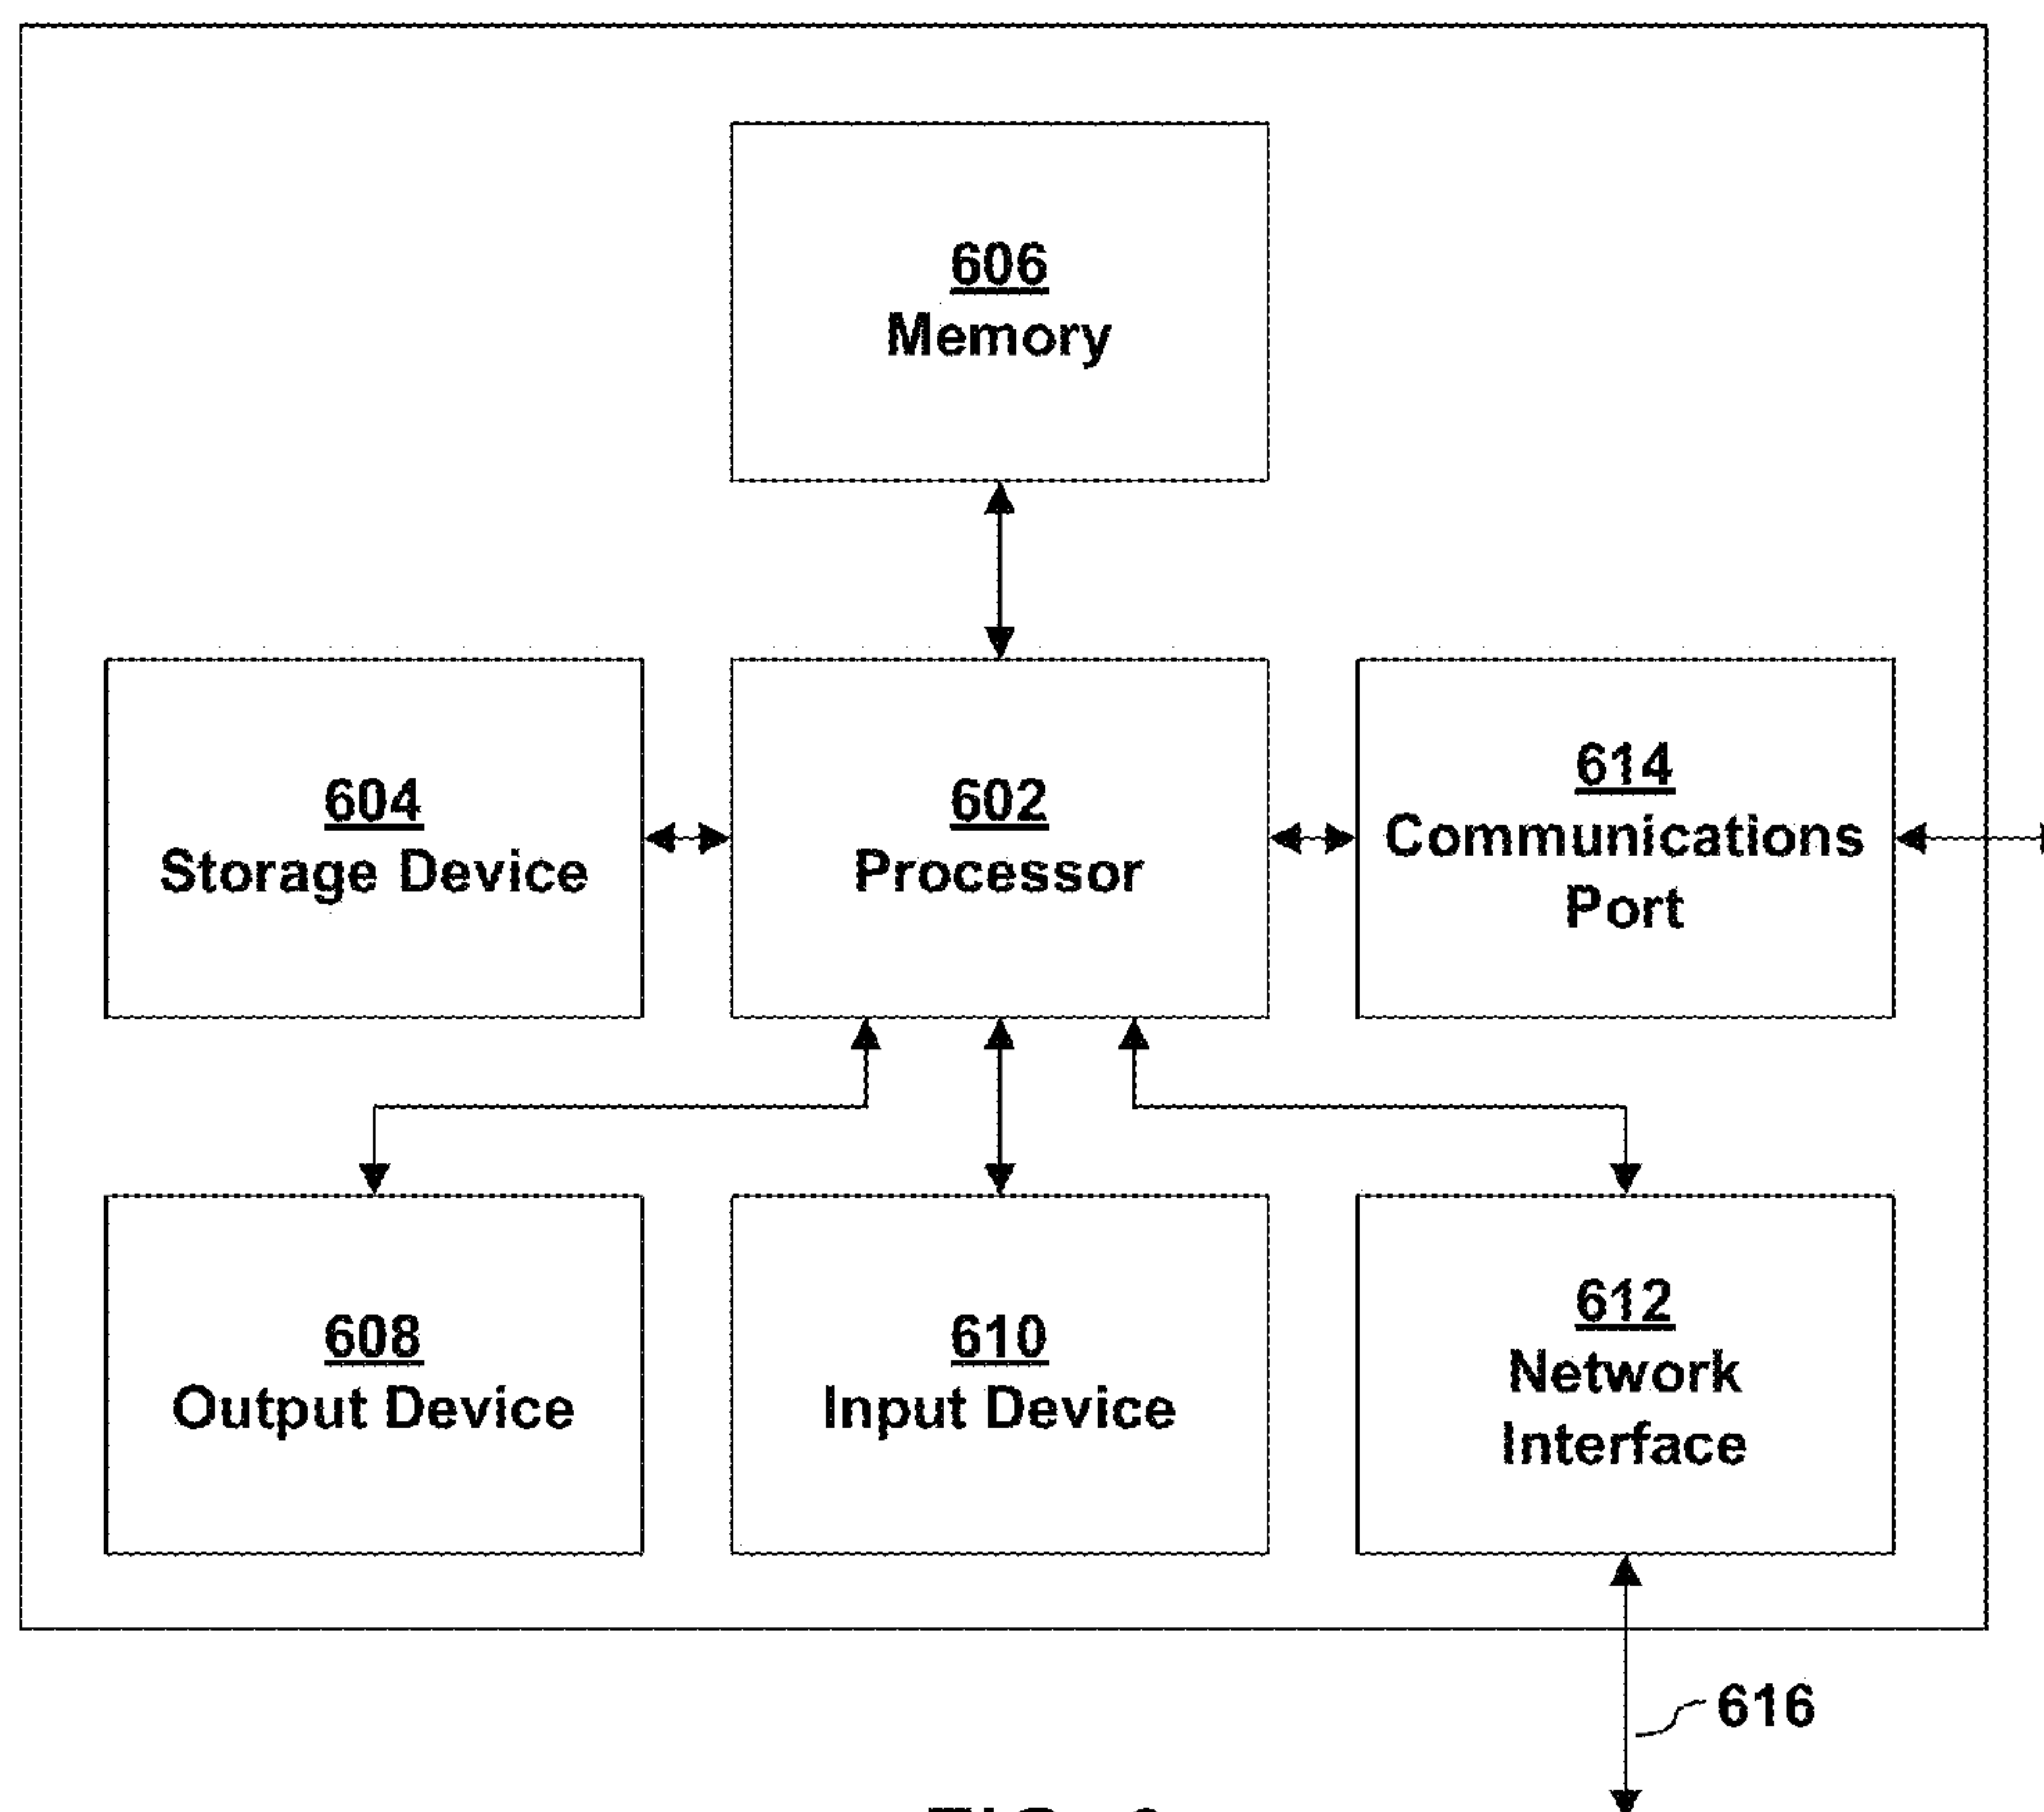 606
Memory
604
Storage Device
602
Processor
614
Communications
Port
608
Output Device
610
Input Device
612
Network
Interface
616